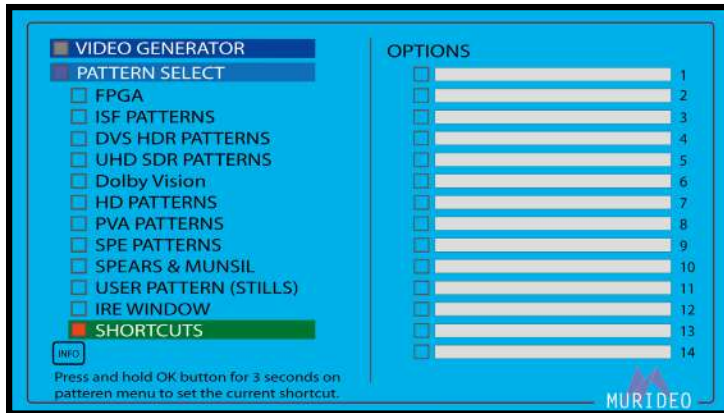 VIDEO GENERATOR
PATTERN SELECT
FPGA
ISF PATTERNS
DVS HDR PATTERNS
UHD SDR PATTERNS
Dolby Vision
HD PATTERNS
PVA PATTERNS
SPE PATTERNS
SPEARS & MUNSIL
USER PATTERN (STILLS)
IRE WINDOW
SHORTCUTS
INFO
Press and hold OK button for 3 seconds on
patteren menu to set the current shortcut.
OPTIONS
1
2
3
4
5
6
7
8
9
10
11
12
13
14
MURIDEO